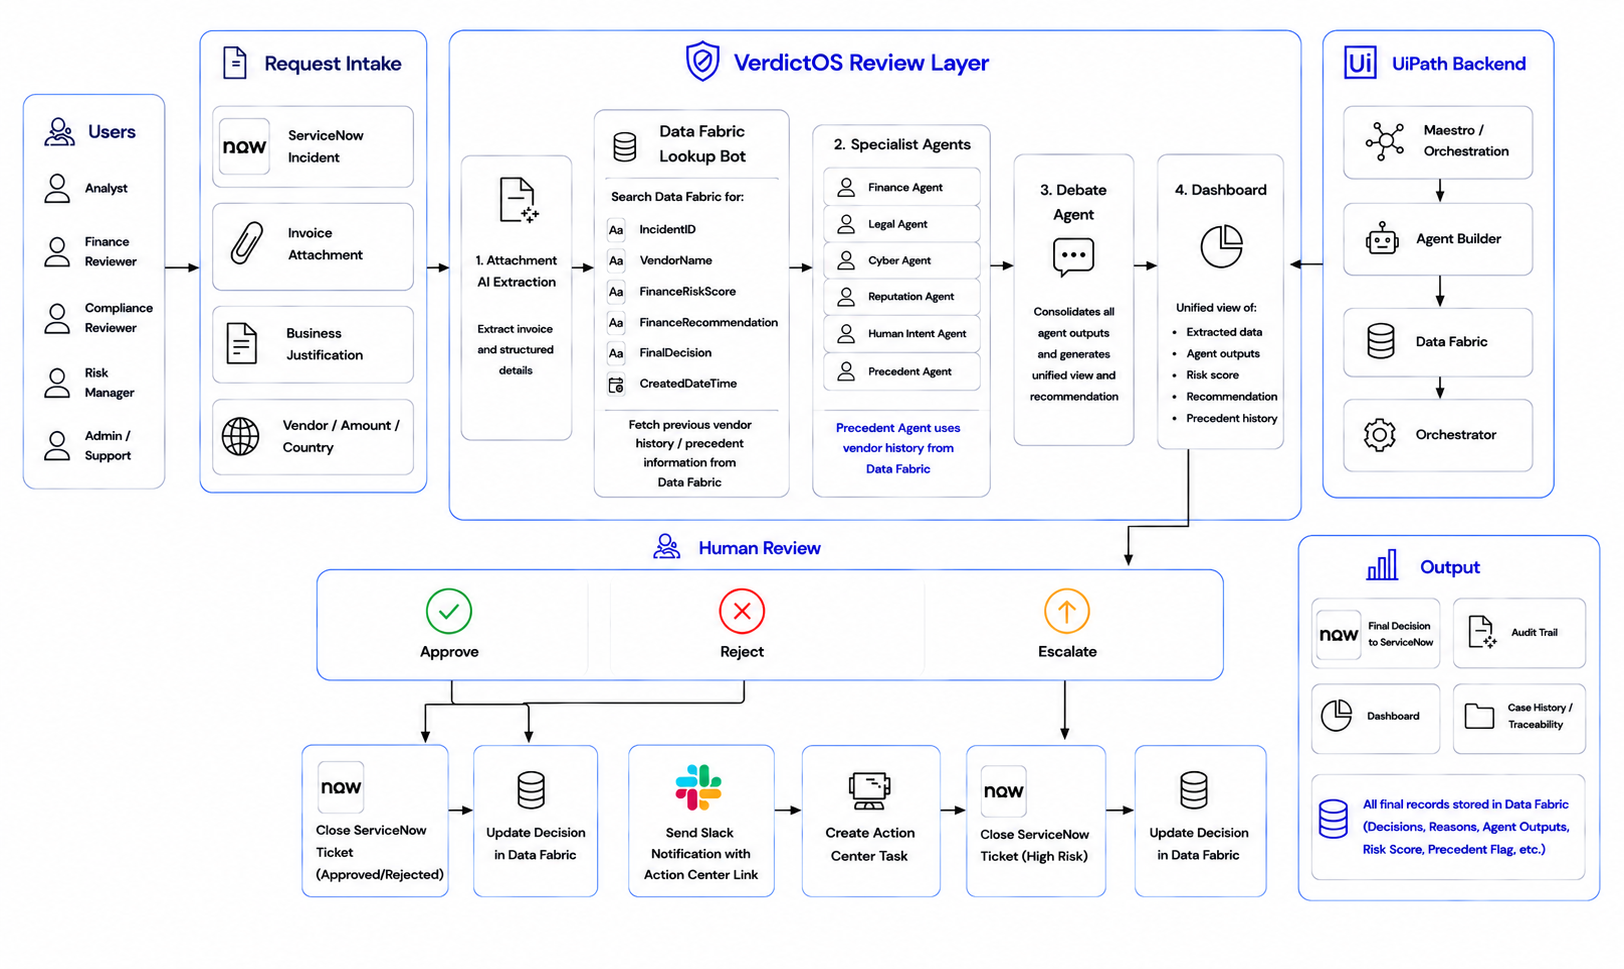 Users
Analyst
Finance
Reviewer
Compliance
Reviewer
Risk
Manager
Admin /
Support
Request Intake
now
ServiceNow
Incident
Invoice
Attachment
Business
Justification
Vendor / Amount /
Country
VerdictOS Review Layer
1. Attachment
AI Extraction
Extract invoice
and structured
details
Data Fabric
Lookup Bot
Search Data Fabric for:
Aa IncidentID
Aa VendorName
Aa FinanceRiskScore
Aa FinanceRecommendation
Aa FinalDecision
CreatedDateTime
Fetch previous vendor
history / precedent
information from
Data Fabric
2. Specialist Agents
Finance Agent
Legal Agent
Cyber Agent
Reputation Agent
Human Intent Agent
Precedent Agent
Precedent Agent uses
vendor history from
Data Fabric
3. Debate
Agent
Consolidates all
agent outputs
and generates
unified view and
recommendation
4. Dashboard
Unified view of:
• Extracted data
• Agent outputs
• Risk score
• Recommendation
• Precedent history
Ui UiPath Backend
Maestro /
Orchestration
Agent Builder
Data Fabric
Orchestrator
Human Review
Approve
Reject
Escalate
now
Close ServiceNow
Ticket
(Approved/Rejected)
Update Decision
in Data Fabric
Send Slack
Notification with
Action Center Link
Create Action
Center Task
now
Close ServiceNow
Ticket (High Risk)
Update Decision
in Data Fabric
Output
now
Final Decision
to ServiceNow
Audit Trail
Dashboard
Case History /
Traceability
All final records stored in Data Fabric
(Decisions, Reasons, Agent Outputs,
Risk Score, Precedent Flag, etc.)